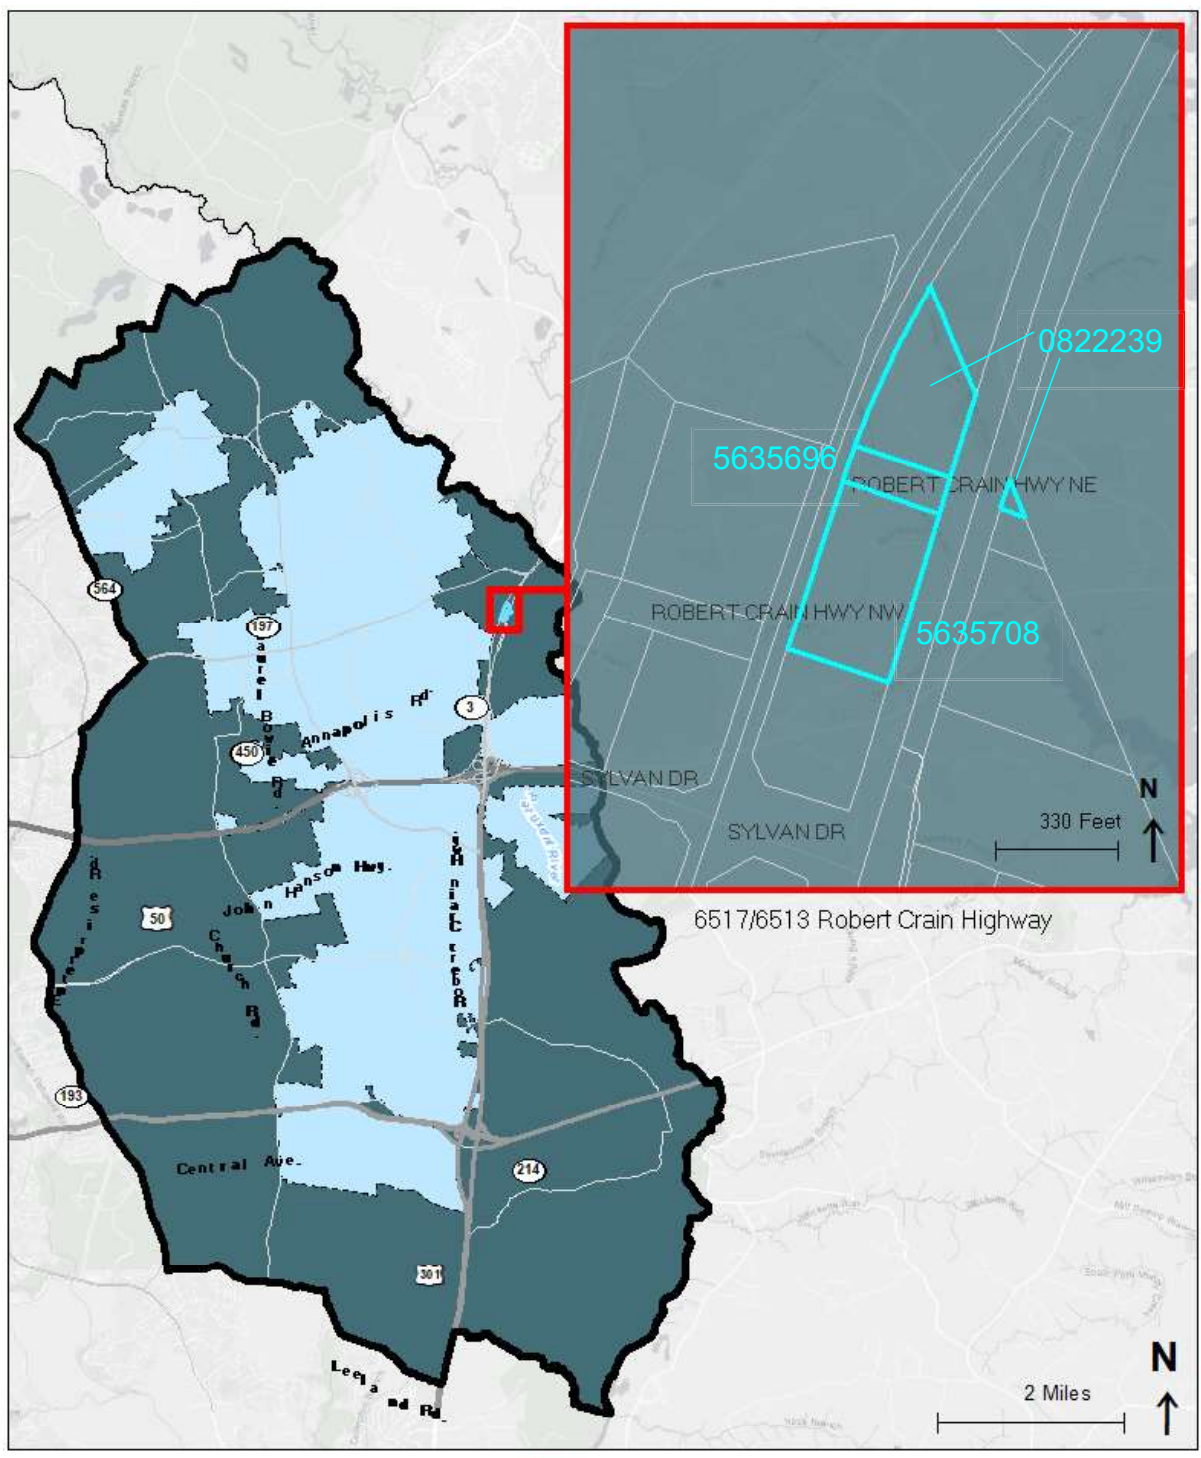 0822239
5635696
ROBERT CRAIN HWY NE
564
197
ROBERT CRAIN HWY NW
5635708
Laurel Bowie Rd.
Annapolis Rd.
3
450
SYLVAN DR
N
330 Feet
SYLVAN DR
Patuxent River
Robert Crain Hwy.
John Hanson Hwy.
Enterprise Rd.
50
Church Rd.
6517/6513 Robert Crain Highway
193
Central Ave.
214
301
Leeland Rd.
N
2 Miles